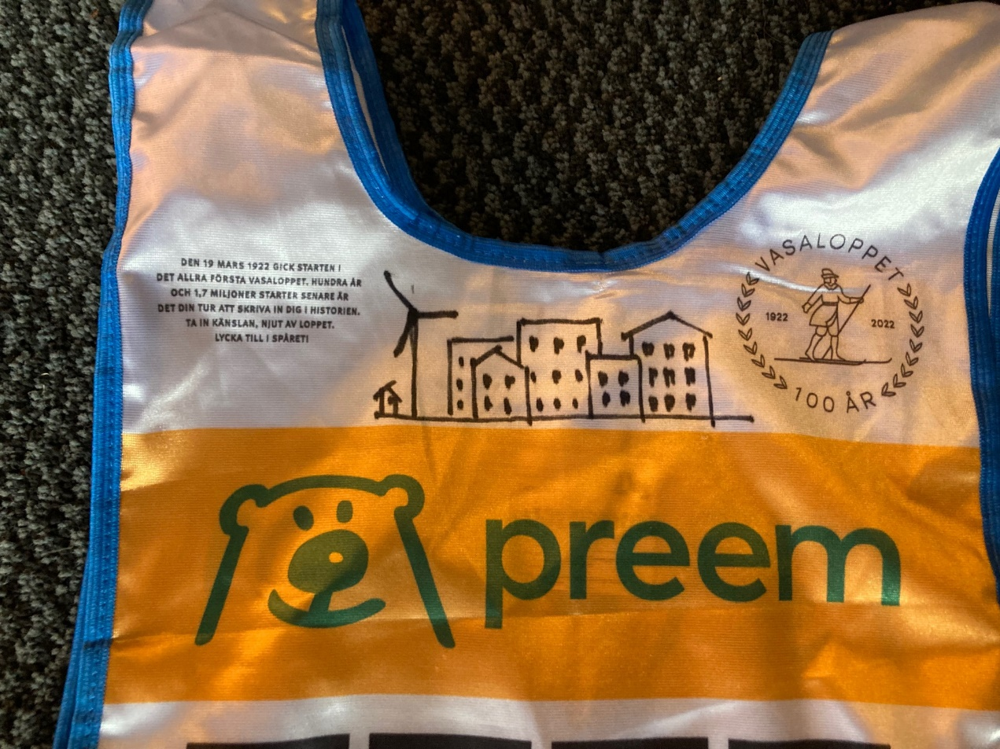 DEN 19 MARS 1922 GICK STARTEN I
DET ALLRA FÖRSTA VASALOPPET. HUNDRA ÅR
OCH 1,7 MILJONER STARTER SENARE ÄR
DET DIN TUR ATT SKRIVA IN DIG I HISTORIEN.
TA IN KÄNSLAN, NJUT AV LOPPET.
LYCKA TILL I SPÅRET!
VASALOPPET
1922 2022
100 ÅR
preem